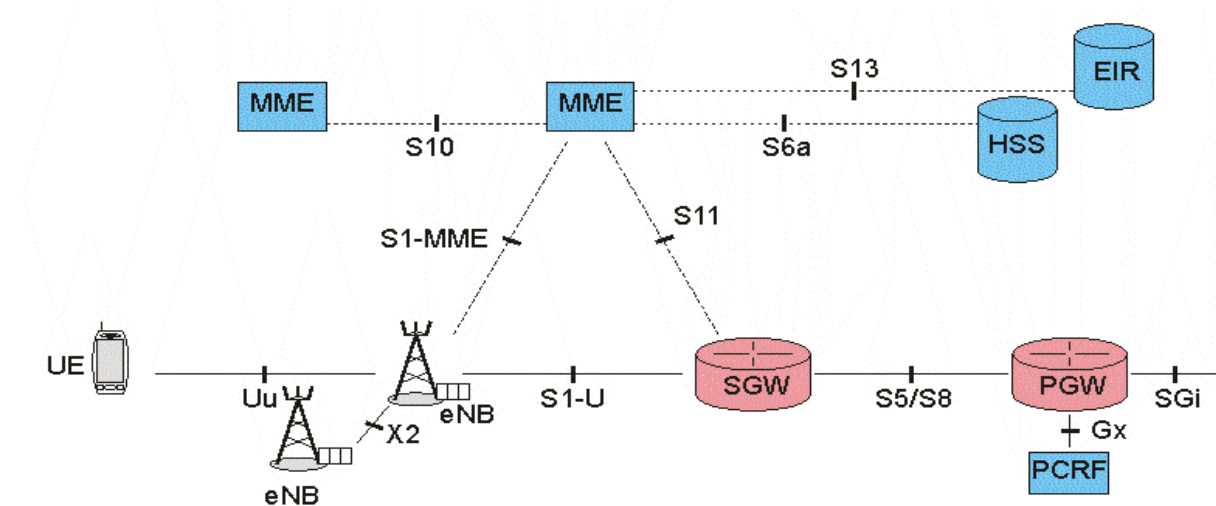 S13
EIR
MME
MME
HSS
S10
S6a
S11
S1-MME
UE
SGW
PGW
Uu
eNB
S1-U
S5/S8
SGi
X2
Gx
PCRF
eNB